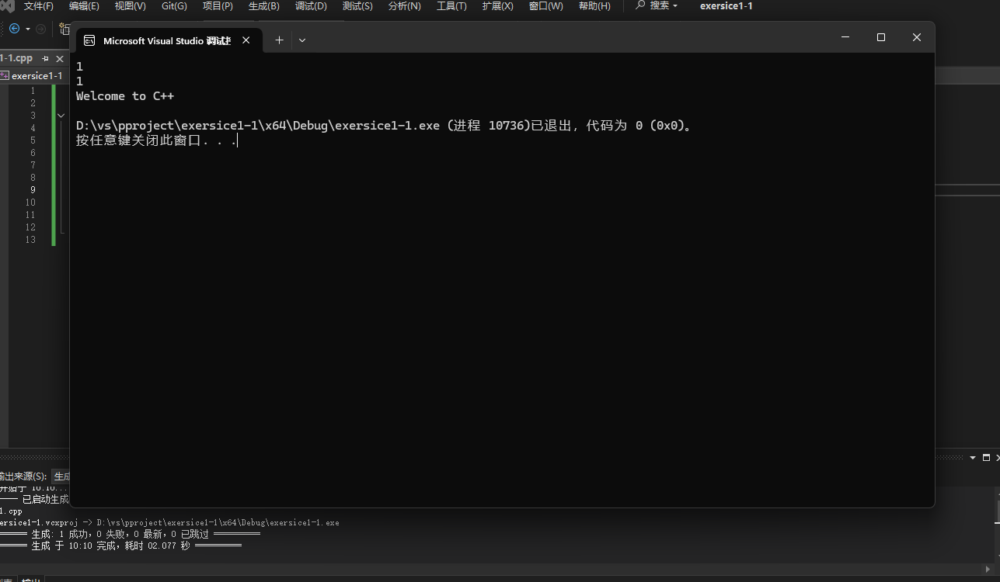 文件(F) 编辑(E) 视图(V) Git(G) 项目(P) 生成(B) 调试(D) 测试(S) 分析(N) 工具(T) 扩展(X) 窗口(W) 帮助(H) 搜索 exersice1-1
Microsoft Visual Studio 调试控
1-1.cpp
exersice1-1
1
2
3
4
5
6
7
8
9
10
11
12
13
1
1
Welcome to C++
D:\vs\pproject\exersice1-1\x64\Debug\exersice1-1.exe (进程 10736)已退出，代码为 0 (0x0)。
按任意键关闭此窗口. . .
输出来源(S): 生成
开始于 10:10...
已启动生成
1.cpp
ersice1-1.vcxproj -> D:\vs\pproject\exersice1-1\x64\Debug\exersice1-1.exe
生成: 1 成功，0 失败，0 最新，0 已跳过
生成 于 10:10 完成，耗时 02.077 秒
输出